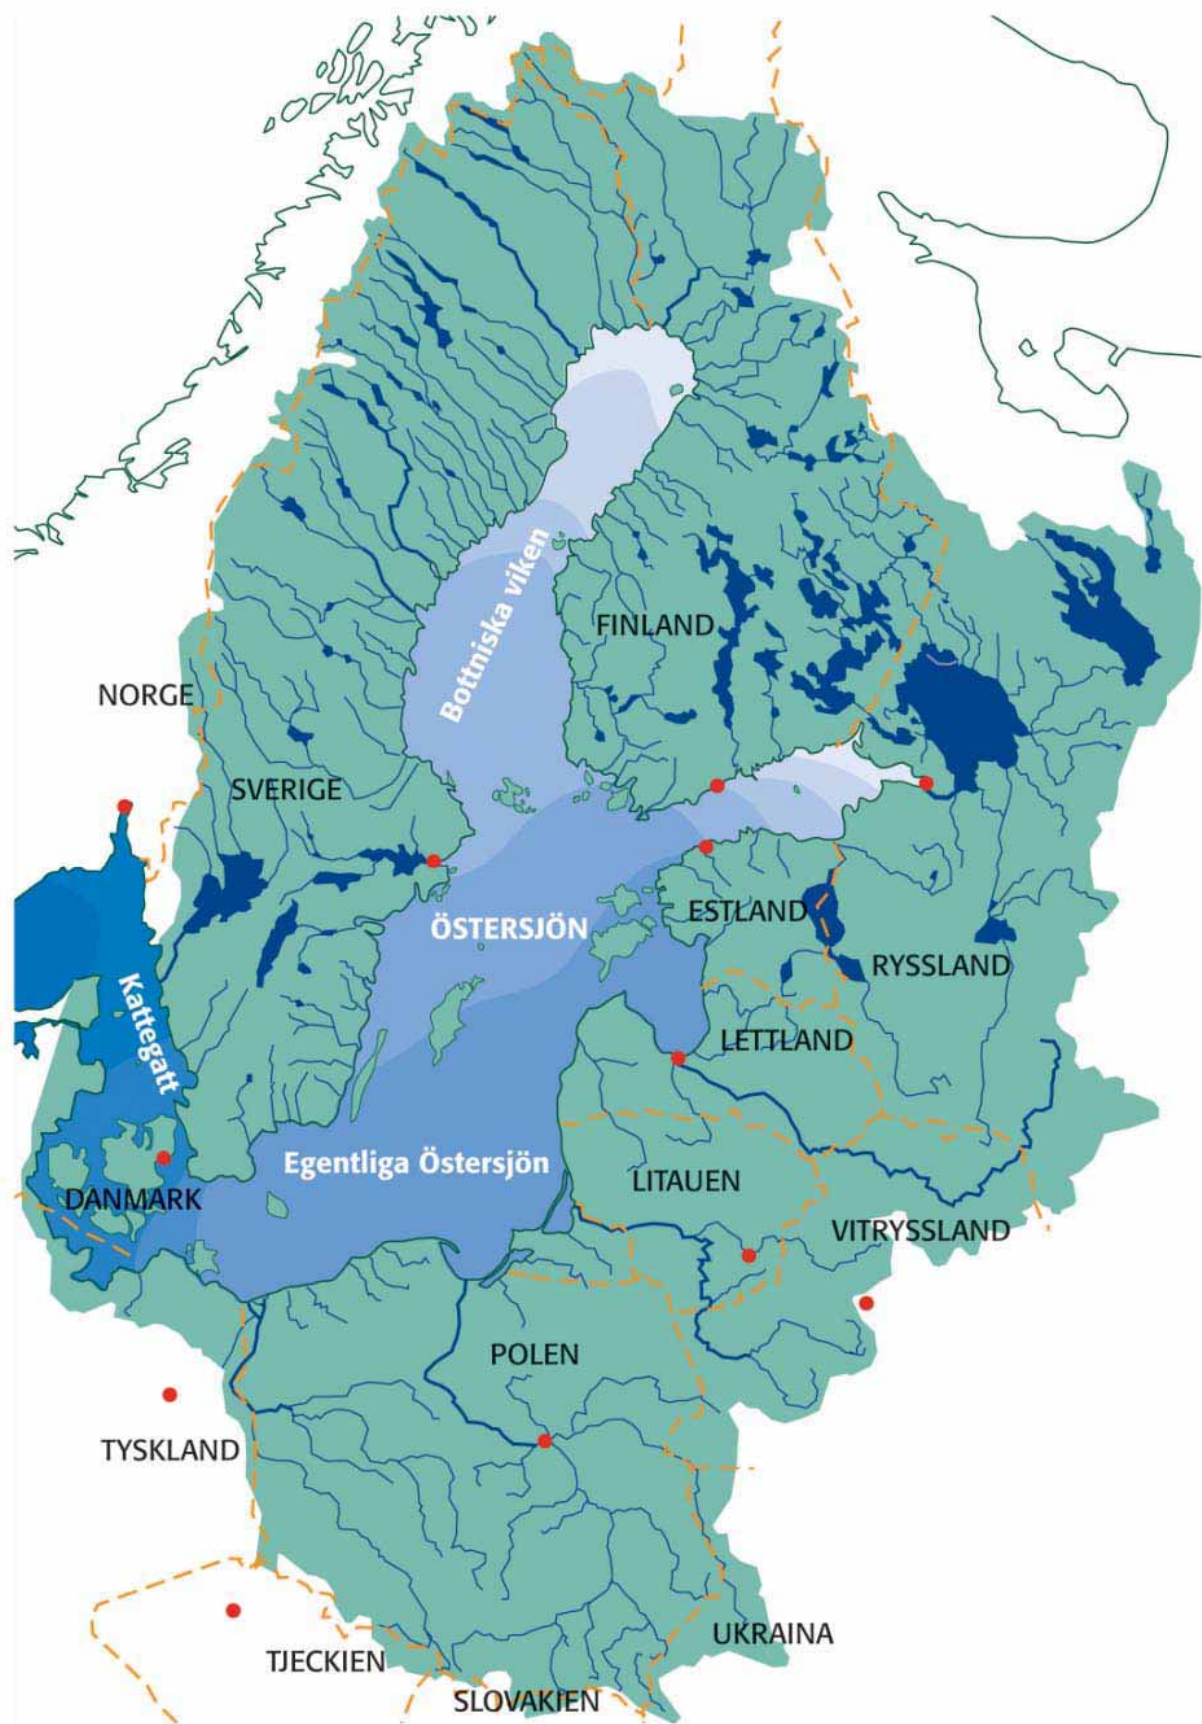 Bottniska viken
FINLAND
NORGE
SVERIGE
ÖSTERSJÖN
ESTLAND
RYSSLAND
Kattegatt
LETTLAND
Egentliga Östersjön
LITAUEN
DANMARK
VITRYSSLAND
POLEN
TYSKLAND
UKRAINA
TJECKIEN
SLOVAKIEN